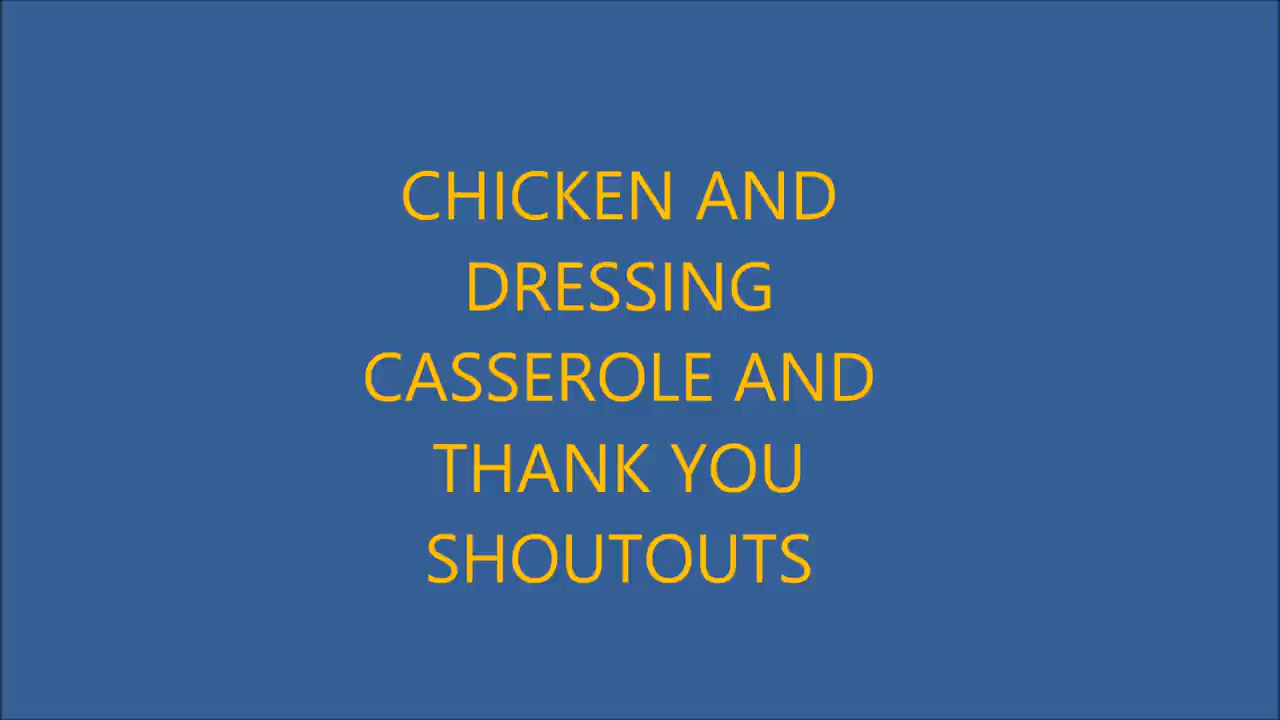 CHICKEN AND
DRESSING
CASSEROLE AND
THANK YOU
SHOUTOUTS